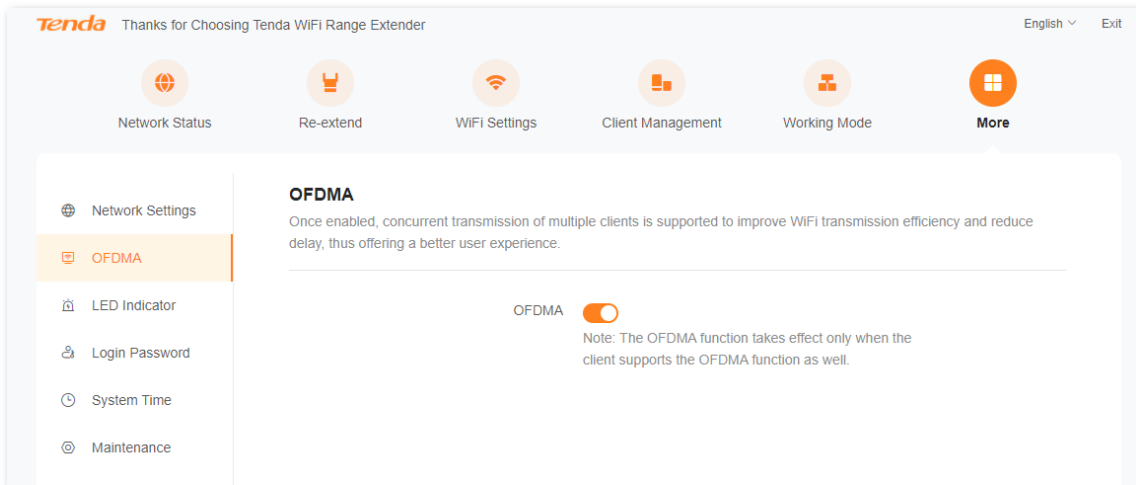 Tenda Thanks for Choosing Tenda WiFi Range Extender English Exit
Network Status Re-extend WiFi Settings Client Management Working Mode More
Network Settings
OFDMA
LED Indicator
Login Password
System Time
Maintenance
OFDMA
Once enabled, concurrent transmission of multiple clients is supported to improve WiFi transmission efficiency and reduce
delay, thus offering a better user experience.
OFDMA
Note: The OFDMA function takes effect only when the
client supports the OFDMA function as well.